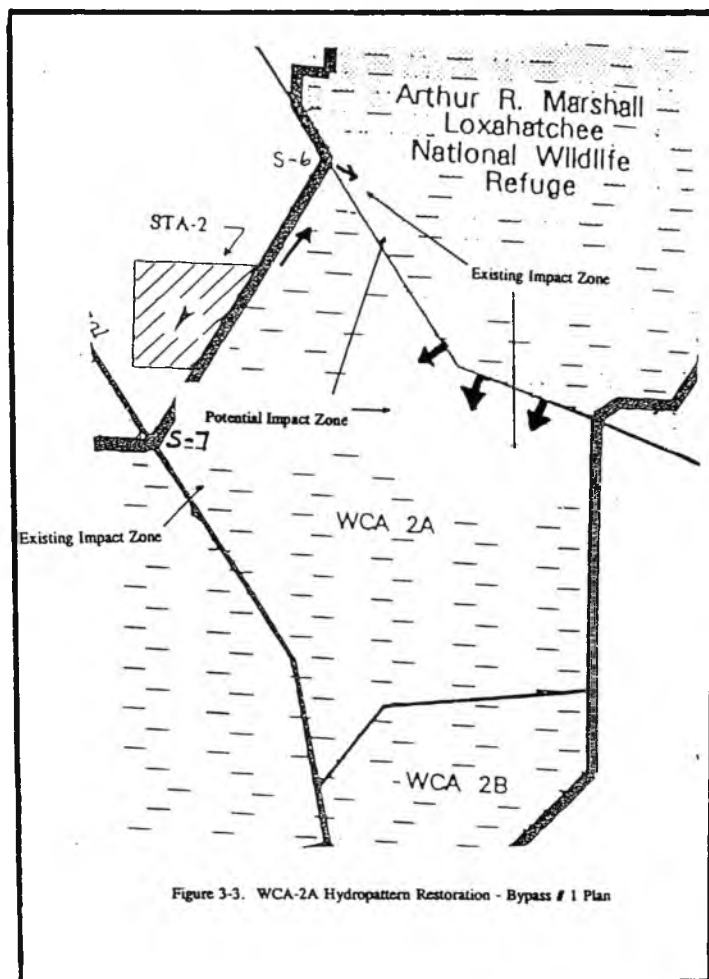 Arthur R. Marshall
Loxahatchee
National Wildlife
Refuge
S-6
STA-2
Existing Impact Zone
Potential Impact Zone
S-7
WCA 2A
Existing Impact Zone
WCA 2B
Figure 3-3. WCA-2A Hydropattern Restoration - Bypass # 1 Plan